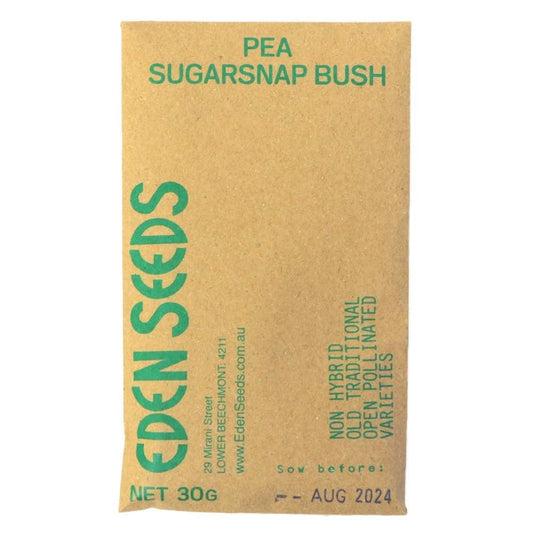 PEA
SUGARSNAP BUSH
EDEN SEEDS
29 Mirani Street
LOWER BEECHMONT. 4211
www.EdenSeeds.com.au
NON HYBRID
OLD TRADITIONAL
OPEN POLLINATED
VARIETIES
Sow before:
NET 30G
-- AUG 2024